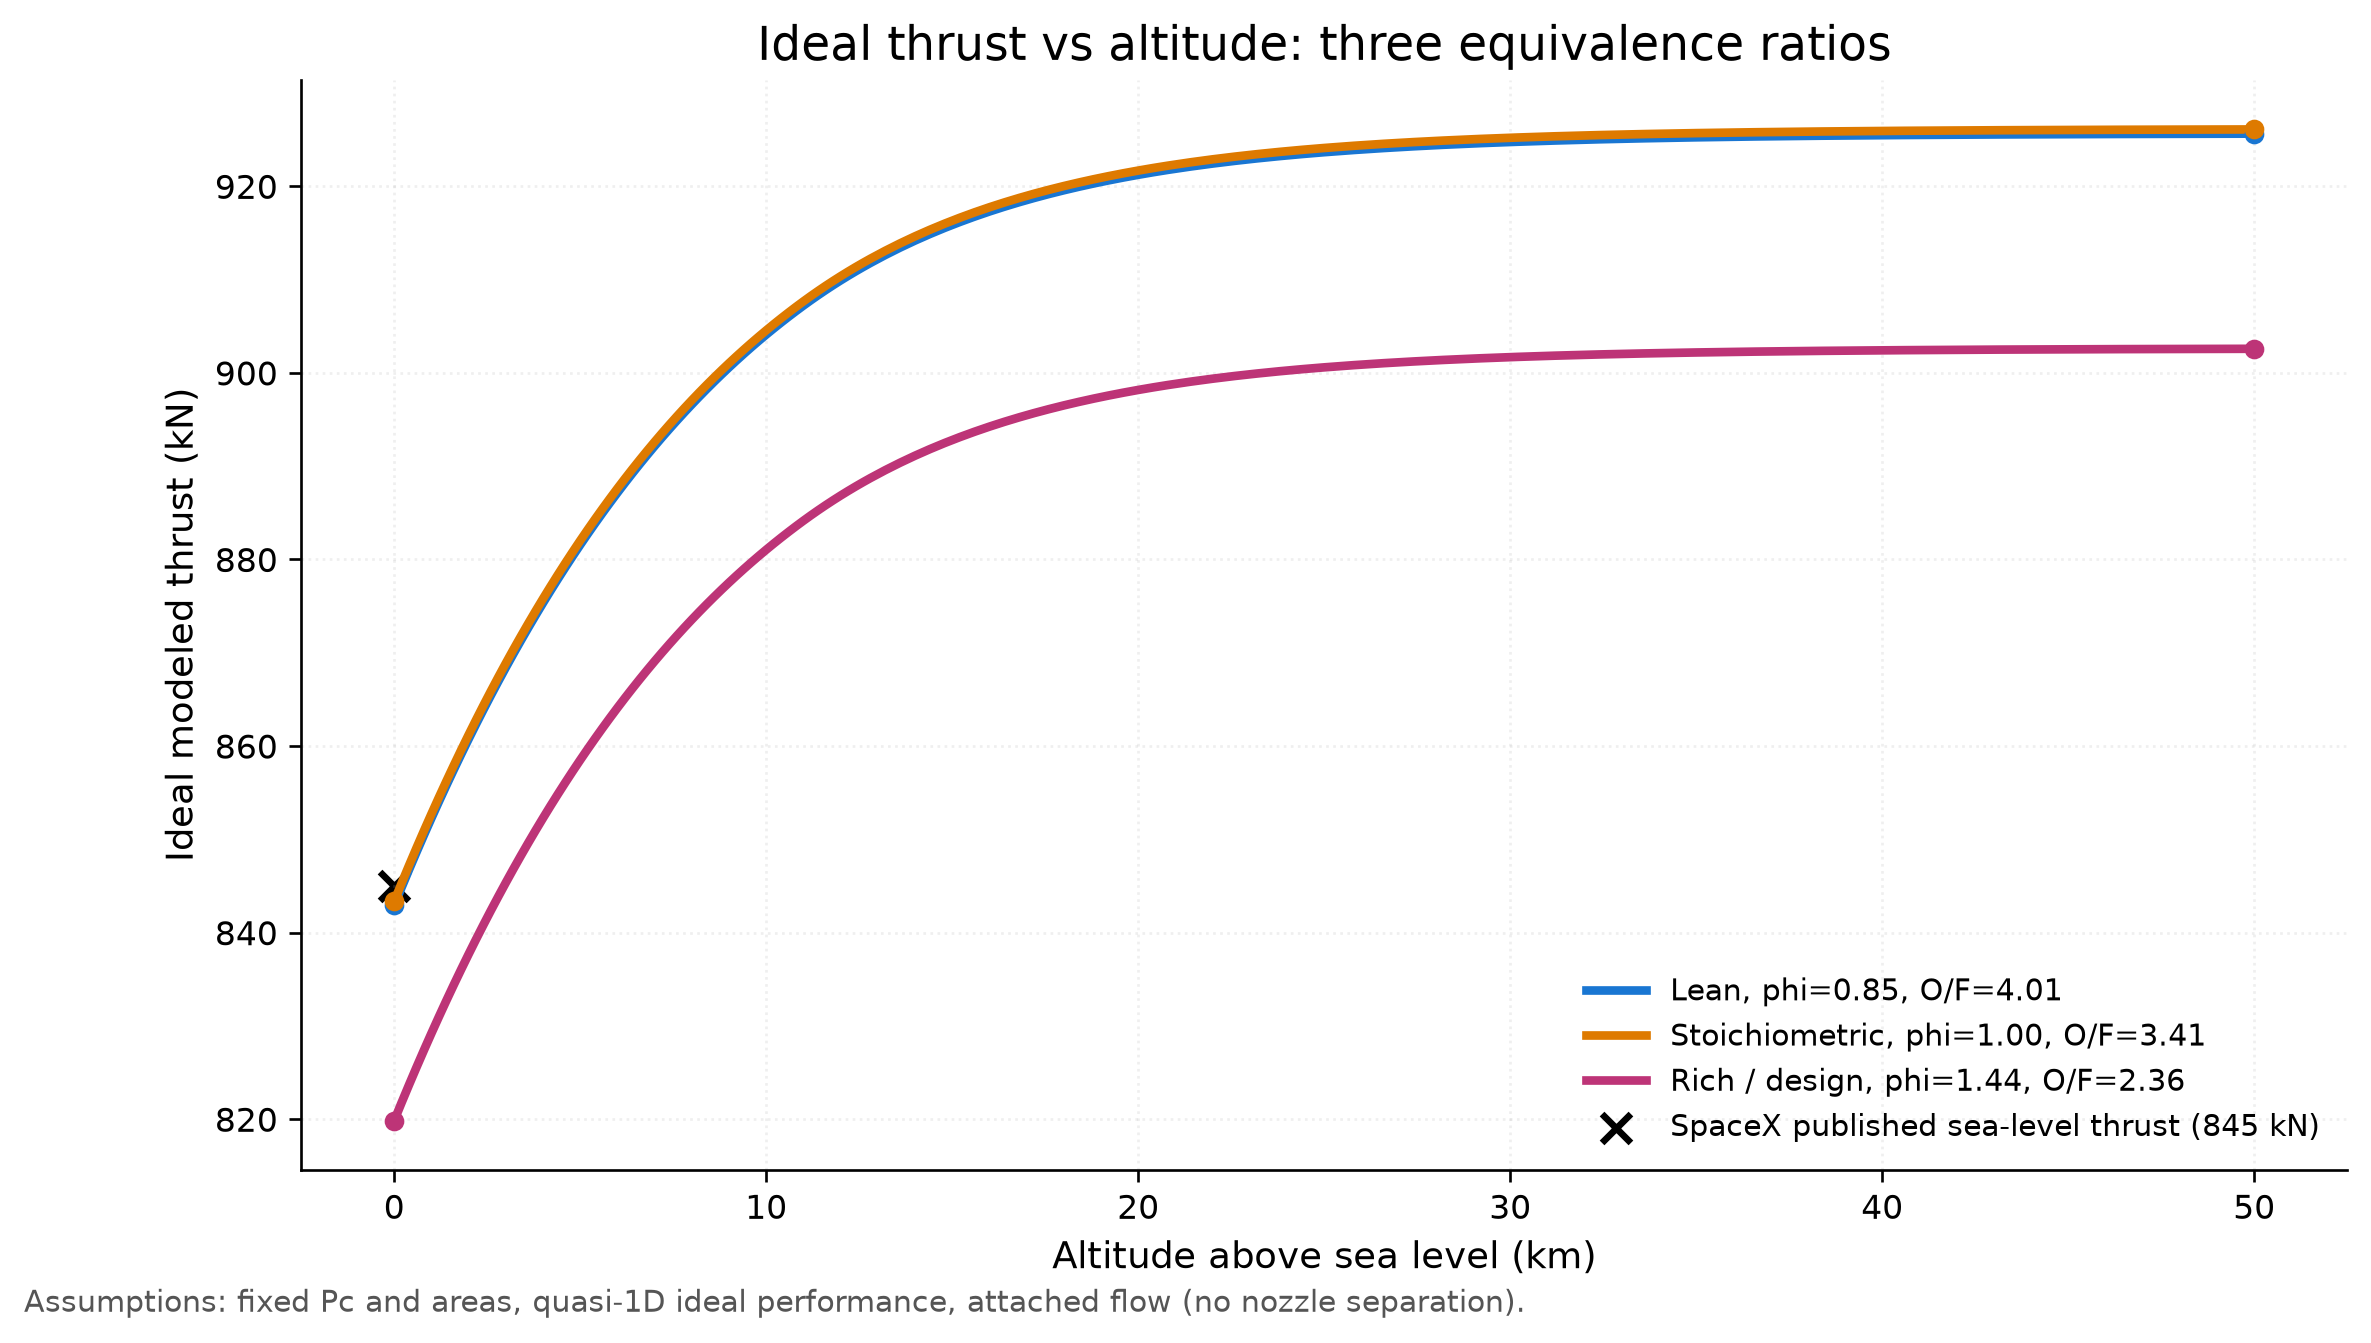 Ideal thrust vs altitude: three equivalence ratios
Ideal modeled thrust (kN)
920
900
880
860
840
820
Lean, phi=0.85, O/F=4.01
Stoichiometric, phi=1.00, O/F=3.41
Rich / design, phi=1.44, O/F=2.36
SpaceX published sea-level thrust (845 kN)
0 10 20 30 40 50
Altitude above sea level (km)
Assumptions: fixed Pc and areas, quasi-1D ideal performance, attached flow (no nozzle separation).